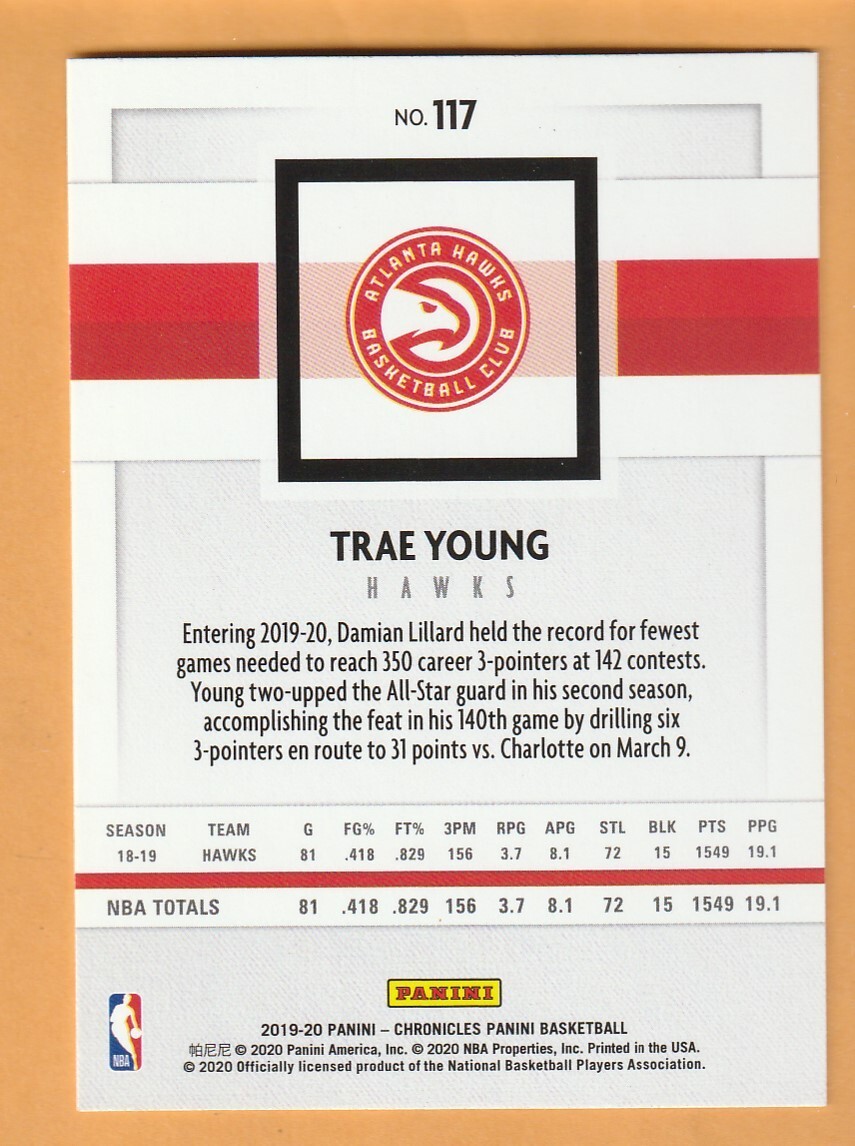 NO. 117
ATLANTA HAWKS
BASKETBALL CLUB
TRAE YOUNG
HAWKS
Entering 2019-20, Damian Lillard held the record for fewest
games needed to reach 350 career 3-pointers at 142 contests.
Young two-upped the All-Star guard in his second season,
accomplishing the feat in his 140th game by drilling six
3-pointers en route to 31 points vs. Charlotte on March 9.
SEASON TEAM G FG% FT% 3PM RPG APG STL BLK PTS PPG
18-19 HAWKS 81 .418 .829 156 3.7 8.1 72 15 1549 19.1
NBA TOTALS 81 .418 .829 156 3.7 8.1 72 15 1549 19.1
PANINI
NBA
2019-20 PANINI – CHRONICLES PANINI BASKETBALL
帕尼尼 © 2020 Panini America, Inc. © 2020 NBA Properties, Inc. Printed in the USA.
© 2020 Officially licensed product of the National Basketball Players Association.